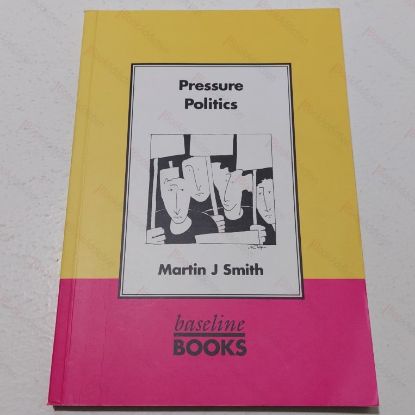 Pressure
Politics
Martin J Smith
baseline
BOOKS